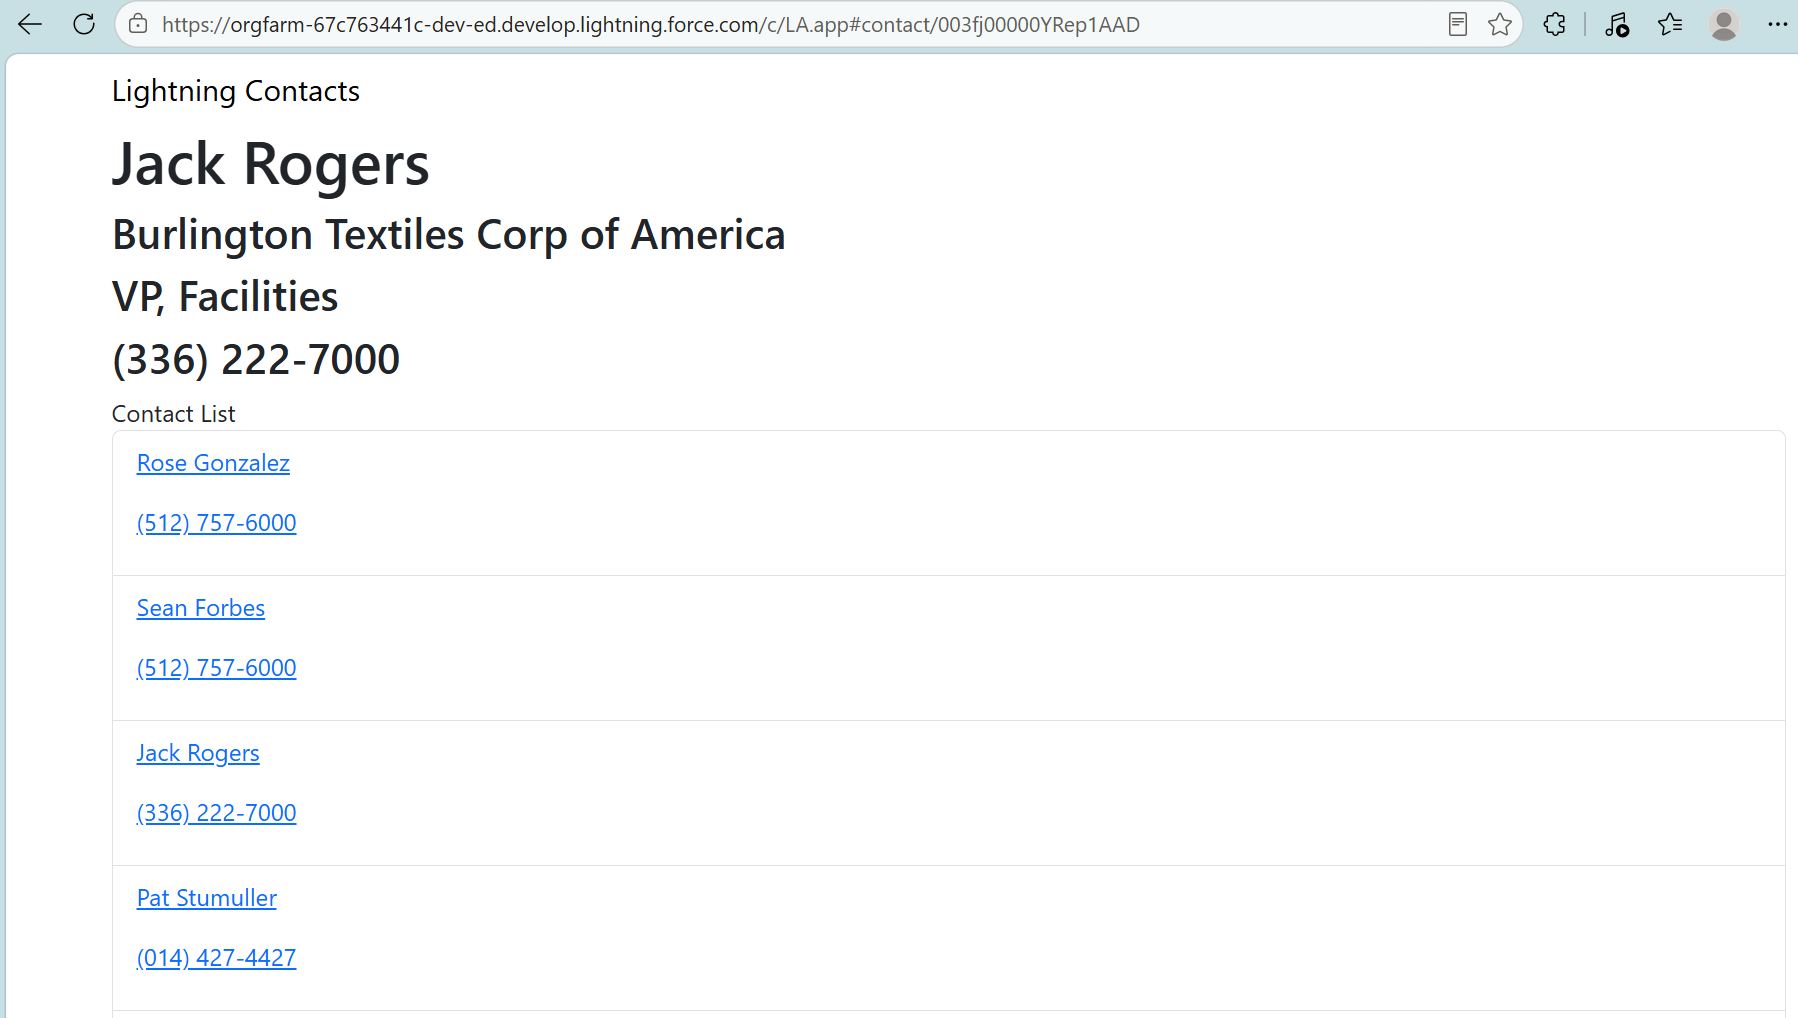 https://orgfarm-67c763441c-dev-ed.develop.lightning.force.com/c/LA.app#contact/003fj00000YRep1AAD
Lightning Contacts
Jack Rogers
Burlington Textiles Corp of America
VP, Facilities
(336) 222-7000
Contact List
Rose Gonzalez
(512) 757-6000
Sean Forbes
(512) 757-6000
Jack Rogers
(336) 222-7000
Pat Stumuller
(014) 427-4427